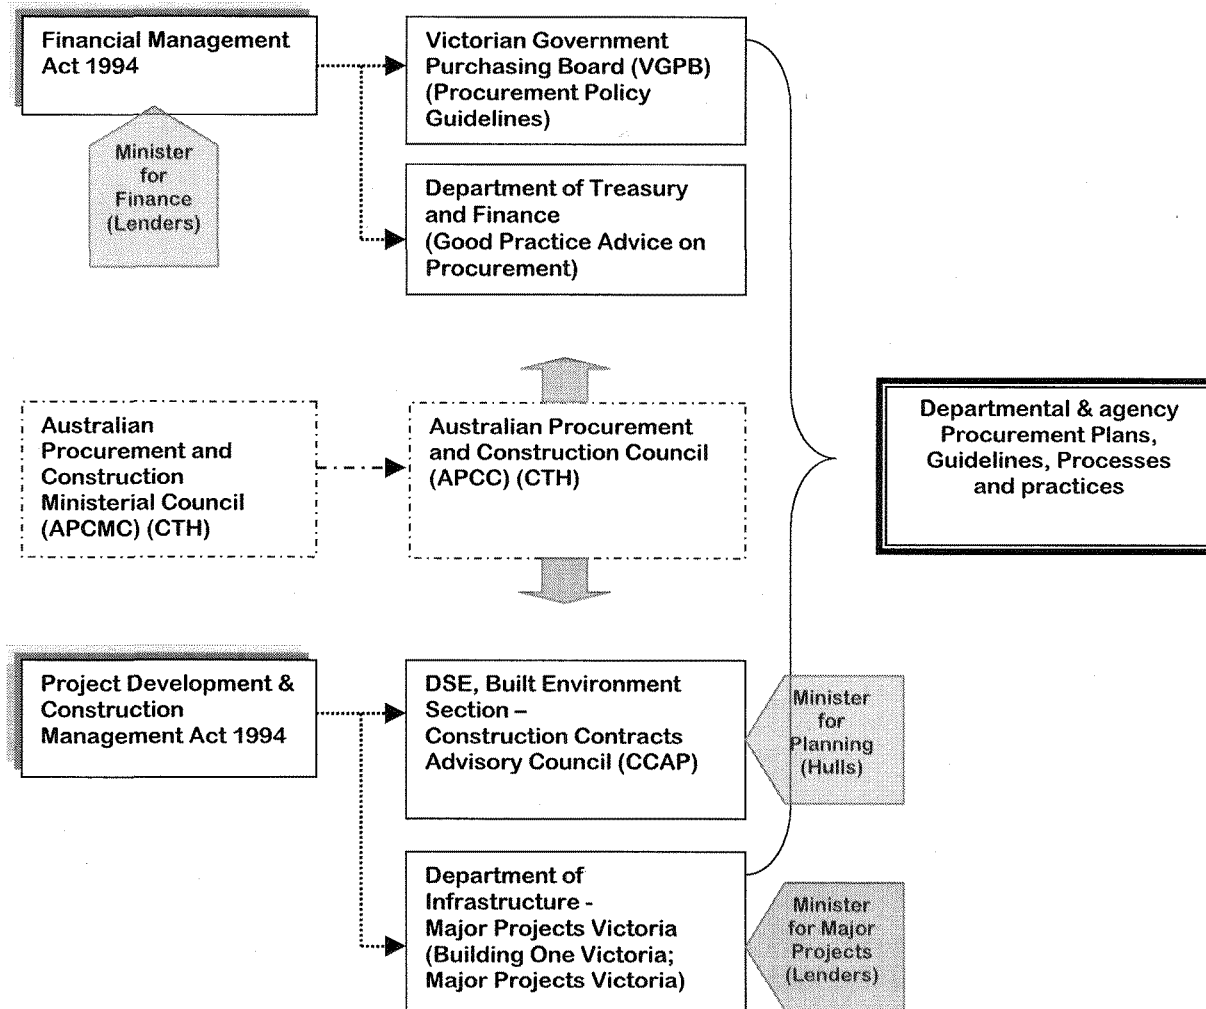 Financial Management
Act 1994
Victorian Government
Purchasing Board (VGPB)
(Procurement Policy
Guidelines)
Minister
for
Finance
(Lenders)
Department of Treasury
and Finance
(Good Practice Advice on
Procurement)
Australian
Procurement and
Construction
Ministerial Council
(APCMC) (CTH)
Australian Procurement
and Construction Council
(APCC) (CTH)
Departmental & agency
Procurement Plans,
Guidelines, Processes
and practices
Project Development &
Construction
Management Act 1994
DSE, Built Environment
Section –
Construction Contracts
Advisory Council (CCAP)
Minister
for
Planning
(Hulls)
Department of
Infrastructure -
Major Projects Victoria
(Building One Victoria;
Major Projects Victoria)
Minister
for Major
Projects
(Lenders)